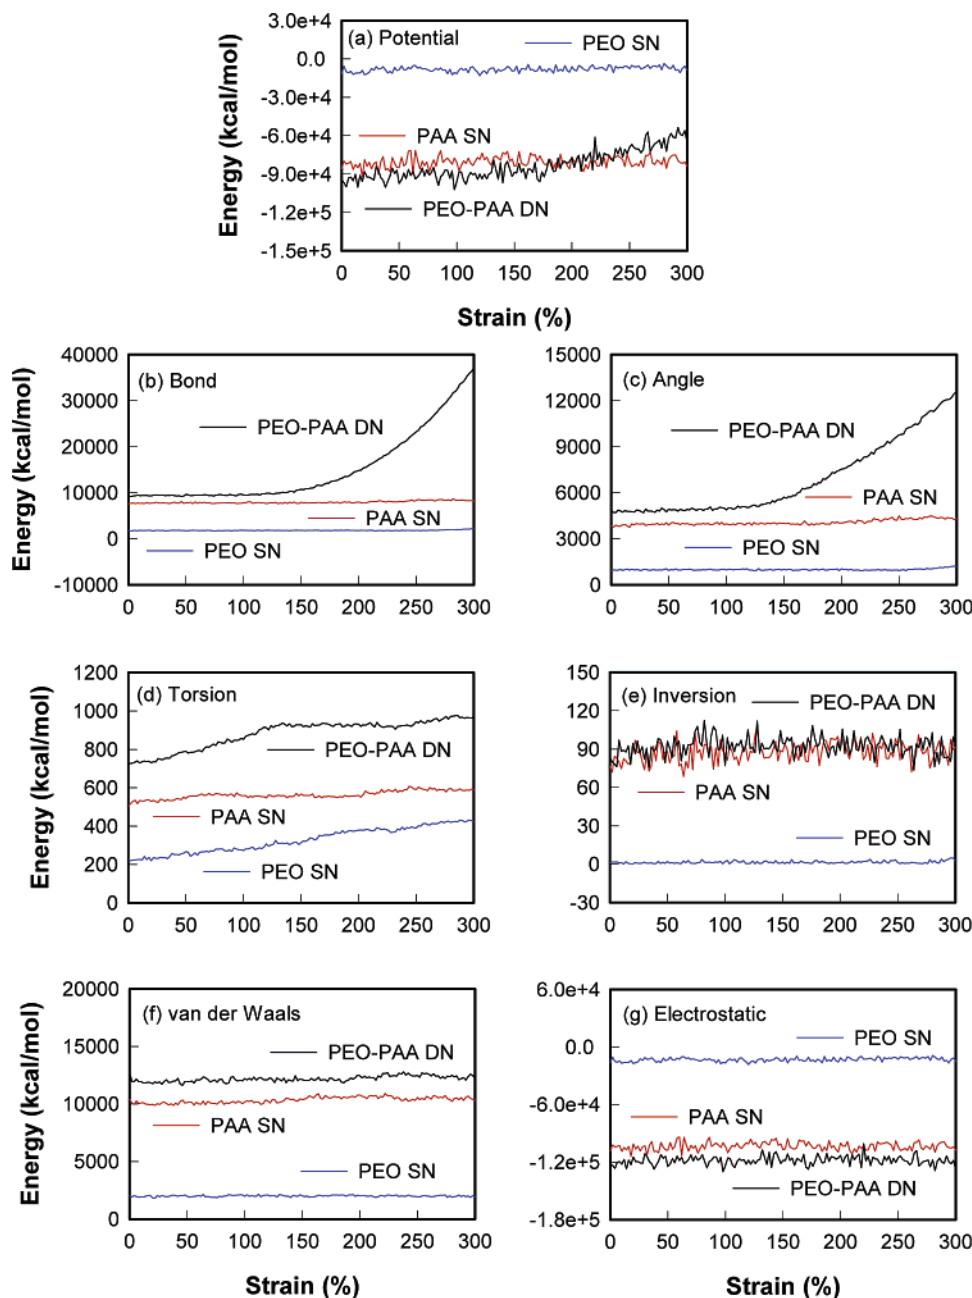 (a) Potential
PEO SN
PAA SN
PEO-PAA DN
3.0e+4
0.0
-3.0e+4
-6.0e+4
-9.0e+4
-1.2e+5
-1.5e+5
Energy (kcal/mol)
0 50 100 150 200 250 300
Strain (%)
(b) Bond
PEO-PAA DN
PAA SN
PEO SN
40000
30000
20000
10000
0
-10000
Energy (kcal/mol)
0 50 100 150 200 250 300
(c) Angle
PEO-PAA DN
PAA SN
PEO SN
15000
12000
9000
6000
3000
0
0 50 100 150 200 250 300
(d) Torsion
PEO-PAA DN
PAA SN
PEO SN
1200
1000
800
600
400
200
0
Energy (kcal/mol)
0 50 100 150 200 250 300
(e) Inversion
PEO-PAA DN
PAA SN
PEO SN
150
120
90
60
30
0
-30
0 50 100 150 200 250 300
(f) van der Waals
PEO-PAA DN
PAA SN
PEO SN
20000
15000
10000
5000
0
Energy (kcal/mol)
0 50 100 150 200 250 300
Strain (%)
(g) Electrostatic
PEO SN
PAA SN
PEO-PAA DN
6.0e+4
0.0
-6.0e+4
-1.2e+5
-1.8e+5
0 50 100 150 200 250 300
Strain (%)